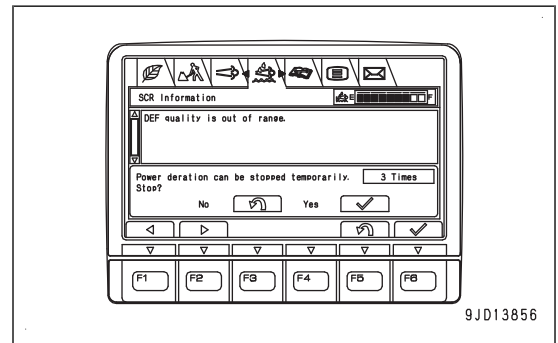 SCR Information
E F
DEF quality is out of range.
Power deration can be stopped temporarily. 3 Times
Stop?
No Yes
F1 F2 F3 F4 F5 F6
9JD13856